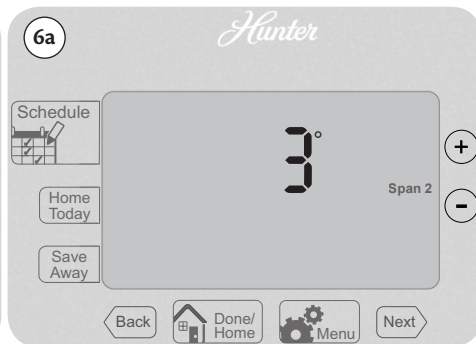 6a
Hunter
Schedule
3°
+
Span 2
-
Home
Today
Save
Away
Back
Done/
Home
Menu
Next